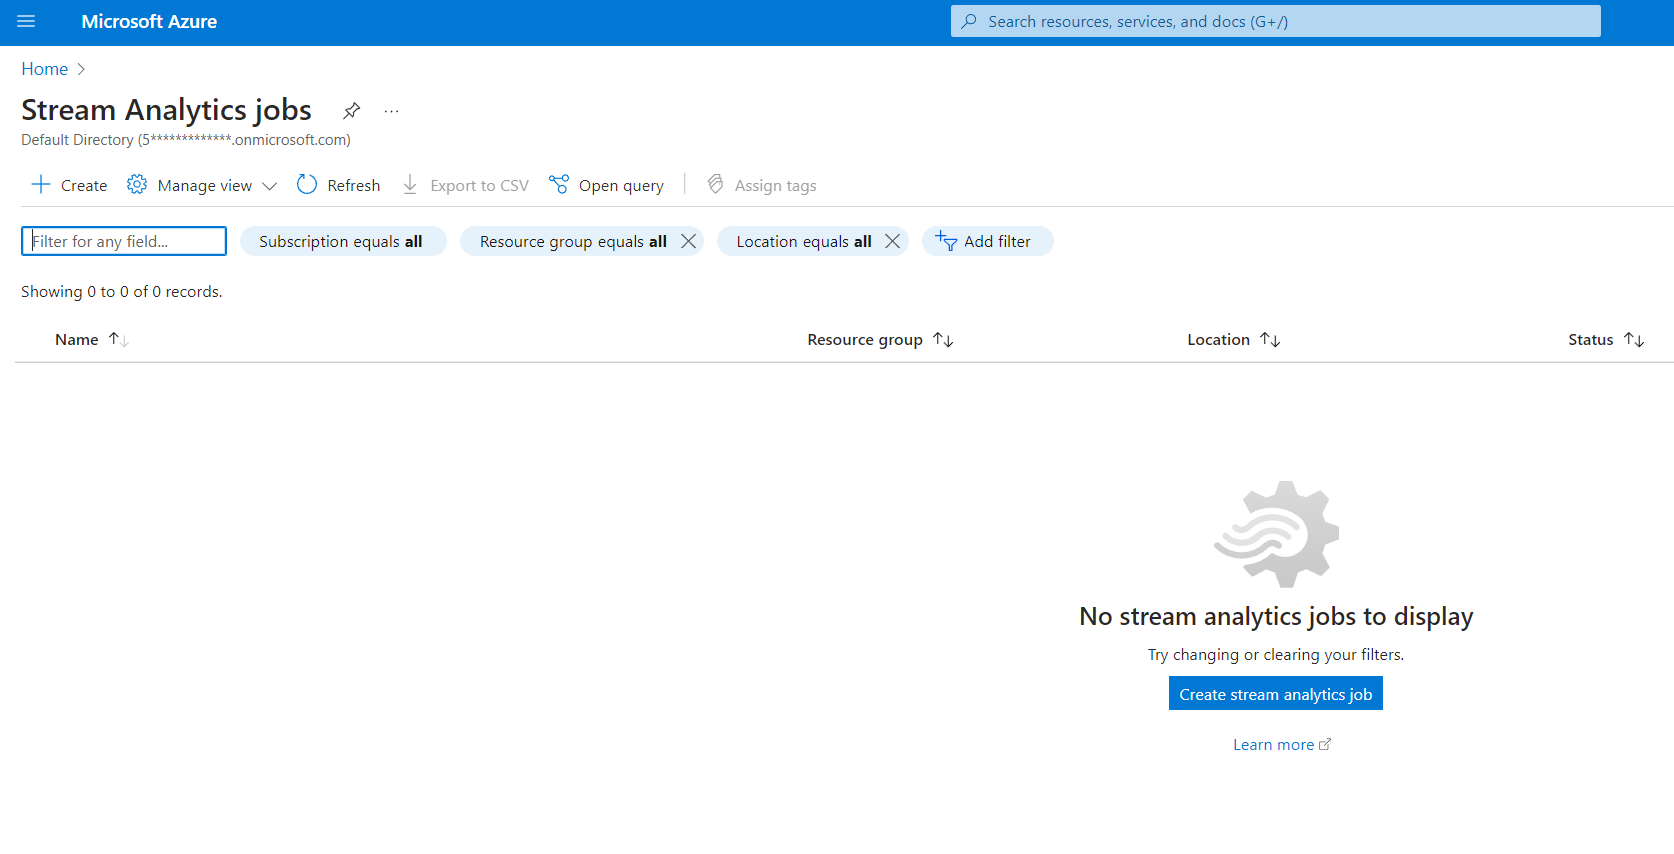 Microsoft Azure
Search resources, services, and docs (G+/)
Home
Stream Analytics jobs
Default Directory (5*************.onmicrosoft.com)
Create Manage view Refresh Export to CSV Open query Assign tags
Filter for any field... Subscription equals all Resource group equals all Location equals all Add filter
Showing 0 to 0 of 0 records.
Name Resource group Location Status
No stream analytics jobs to display
Try changing or clearing your filters.
Create stream analytics job
Learn more